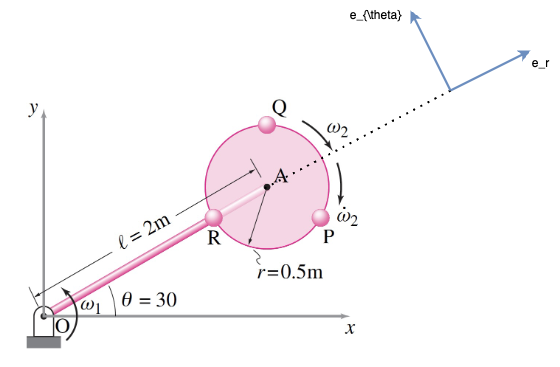 e_{\theta}
e_r
y
Q
ω₂
A
ℓ = 2m
ω̇₂
R
P
r=0.5m
ω₁
θ = 30
O
x